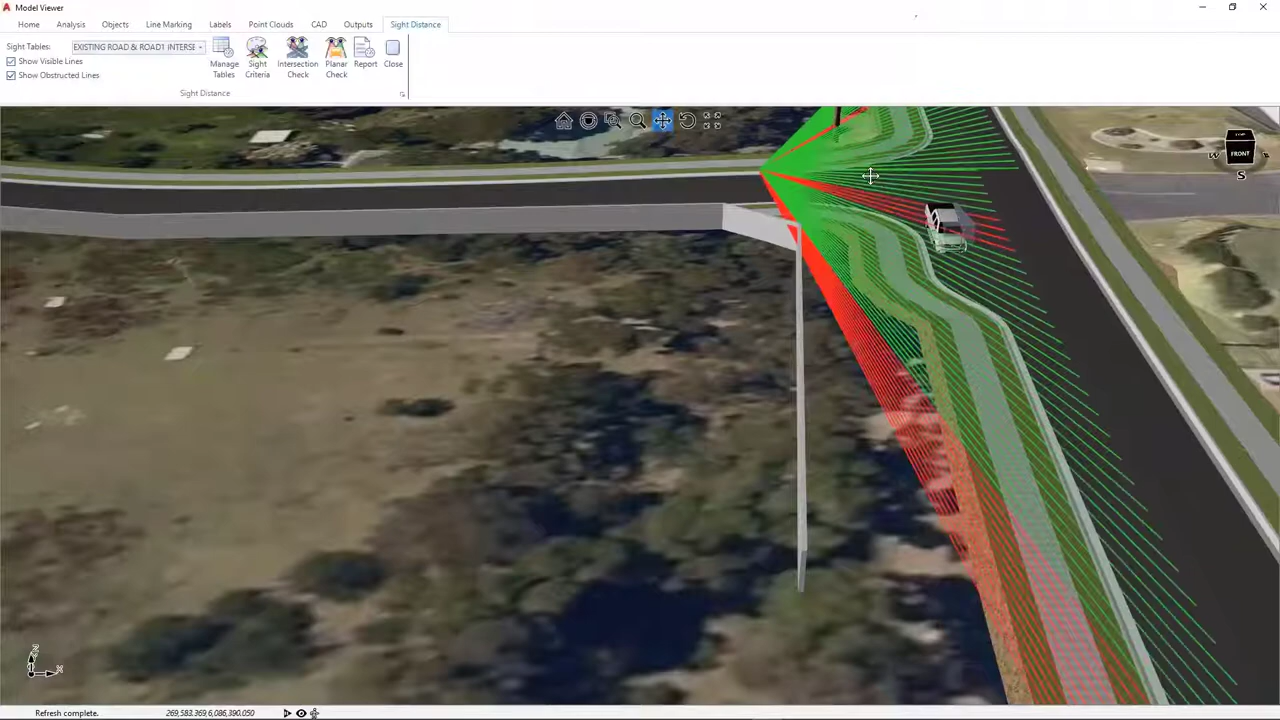 Model Viewer
Home Analysis Objects Line Marking Labels Point Clouds CAD Outputs Sight Distance
Sight Tables: EXISTING ROAD & ROAD1 INTERSE
Show Visible Lines
Show Obstructed Lines
Manage Tables
Sight Criteria
Intersection Check
Planar Check
Report
Close
Sight Distance
TOP
FRONT
W
S
Z
X
Refresh complete. 269,583.369,6,086,390.050